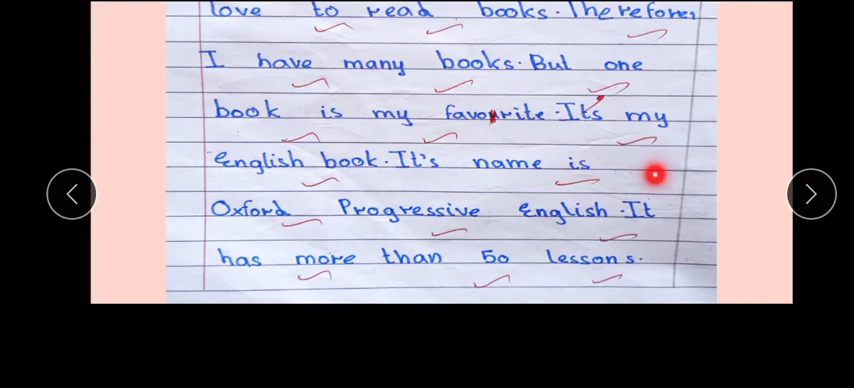 love to read books. Therefore,
I have many books. But one
book is my favourite. It's my
English book. It's name is
Oxford Progressive English. It
has more than 50 lessons.